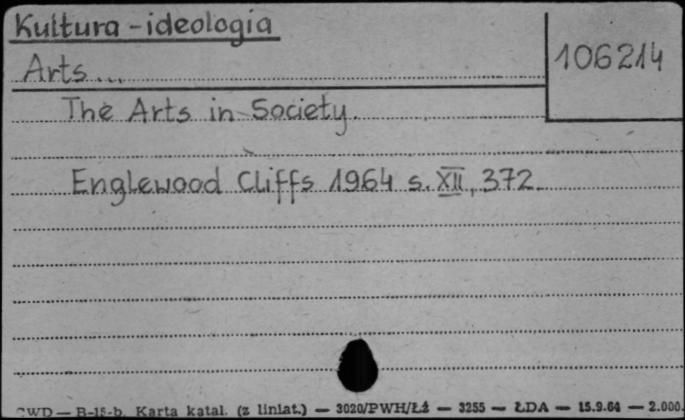 Kultura - ideologia
106214
Arts...
The Arts in Society.
Englewood Cliffs 1964 s. XII, 372.
CWD — B-15-b. Karta katal. (z liniat.) — 3020/PWH/Łź — 3255 — ŁDA — 15.9.64 — 2.000.